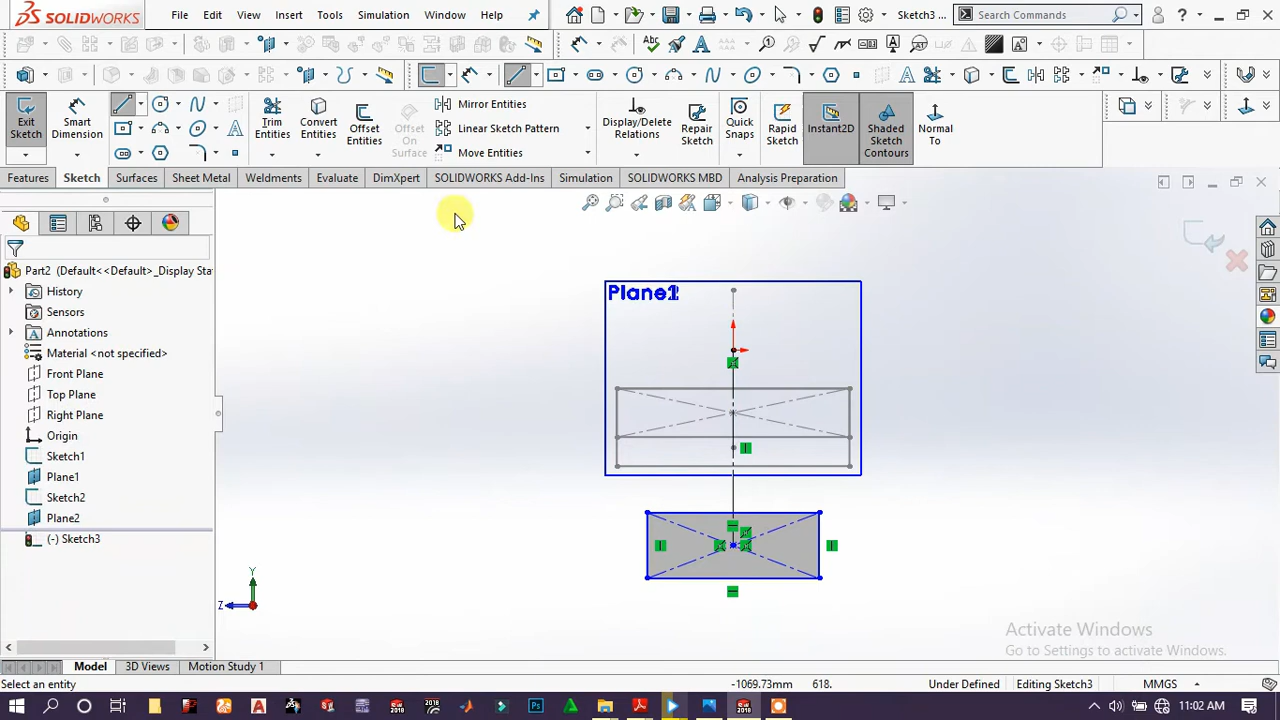 SOLIDWORKS File Edit View Insert Tools Simulation Window Help Sketch3 * Search Commands ?
Exit Sketch Smart Dimension Trim Entities Convert Entities Offset Entities Offset On Surface Mirror Entities Linear Sketch Pattern Move Entities Display/Delete Relations Repair Sketch Quick Snaps Rapid Sketch Instant2D Shaded Sketch Contours Normal To
Features Sketch Surfaces Sheet Metal Weldments Evaluate DimXpert SOLIDWORKS Add-Ins Simulation SOLIDWORKS MBD Analysis Preparation
Part2 (Default<<Default>_Display Sta
History
Sensors
Annotations
Material <not specified>
Front Plane
Top Plane
Right Plane
Origin
Sketch1
Plane1
Sketch2
Plane2
(-) Sketch3
Plane1
Y
Z
Activate Windows
Go to Settings to activate Windows.
Model 3D Views Motion Study 1
Select an entity -1069.73mm 618. Under Defined Editing Sketch3 MMGS
11:02 AM